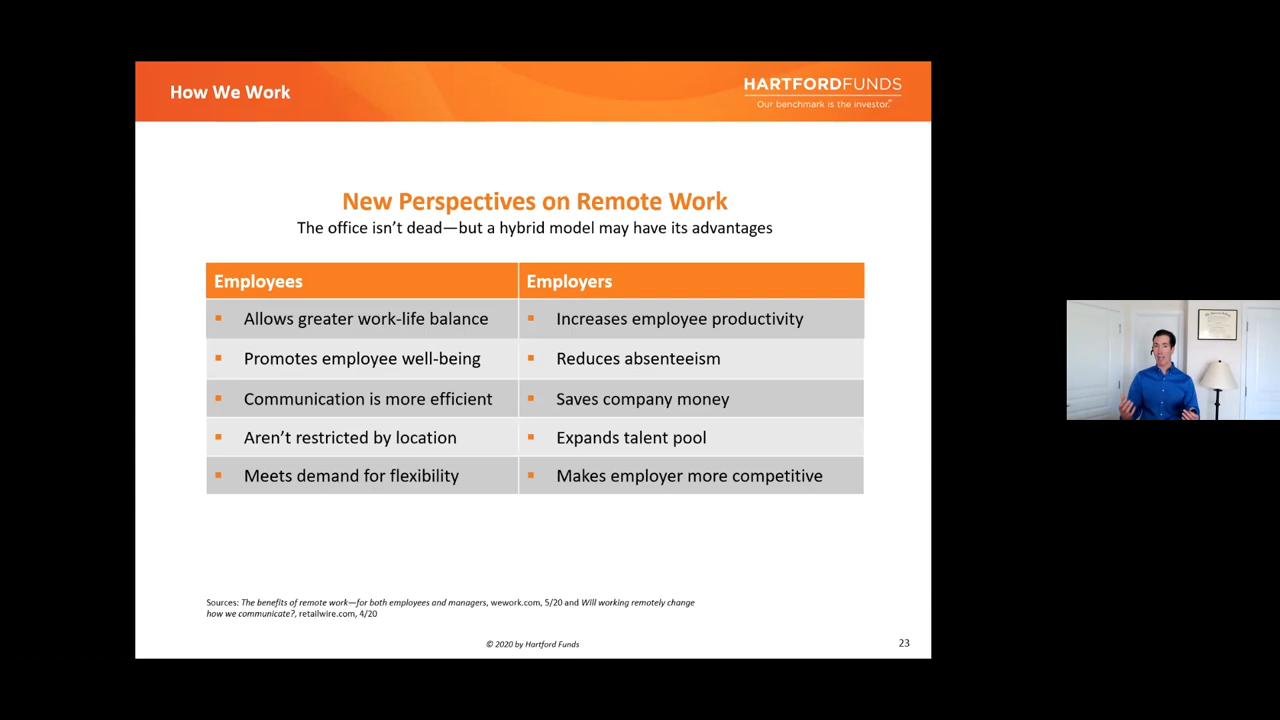 How We Work
HARTFORDFUNDS
Our benchmark is the investor.
New Perspectives on Remote Work
The office isn't dead—but a hybrid model may have its advantages
Employees
Employers
▪ Allows greater work-life balance
▪ Increases employee productivity
▪ Promotes employee well-being
▪ Reduces absenteeism
▪ Communication is more efficient
▪ Saves company money
▪ Aren't restricted by location
▪ Expands talent pool
▪ Meets demand for flexibility
▪ Makes employer more competitive
Sources: The benefits of remote work—for both employees and managers, wework.com, 5/20 and Will working remotely change
how we communicate?, retailwire.com, 4/20
© 2020 by Hartford Funds
23